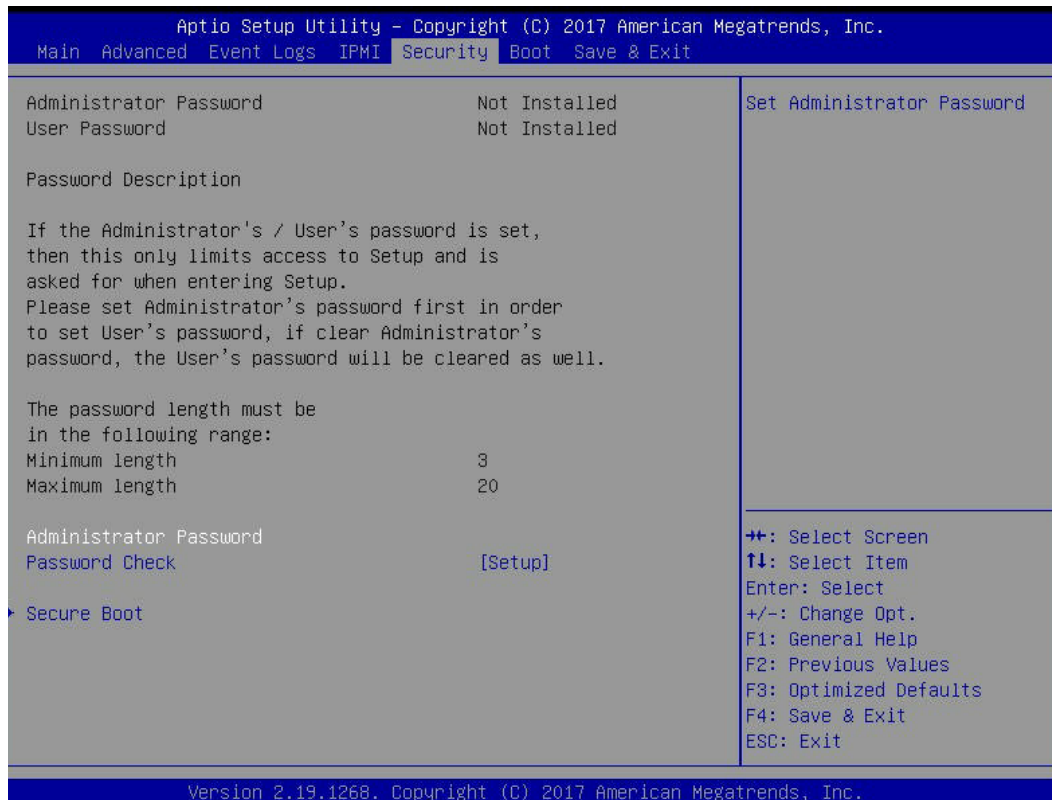 Aptio Setup Utility – Copyright (C) 2017 American Megatrends, Inc.
Main Advanced Event Logs IPMI Security Boot Save & Exit
Administrator Password Not Installed
User Password Not Installed
Password Description
If the Administrator's / User's password is set,
then this only limits access to Setup and is
asked for when entering Setup.
Please set Administrator's password first in order
to set User's password, if clear Administrator's
password, the User's password will be cleared as well.
The password length must be
in the following range:
Minimum length 3
Maximum length 20
Administrator Password
Password Check [Setup]
Secure Boot
Set Administrator Password
→←: Select Screen
↑↓: Select Item
Enter: Select
+/-: Change Opt.
F1: General Help
F2: Previous Values
F3: Optimized Defaults
F4: Save & Exit
ESC: Exit
Version 2.19.1268. Copyright (C) 2017 American Megatrends, Inc.